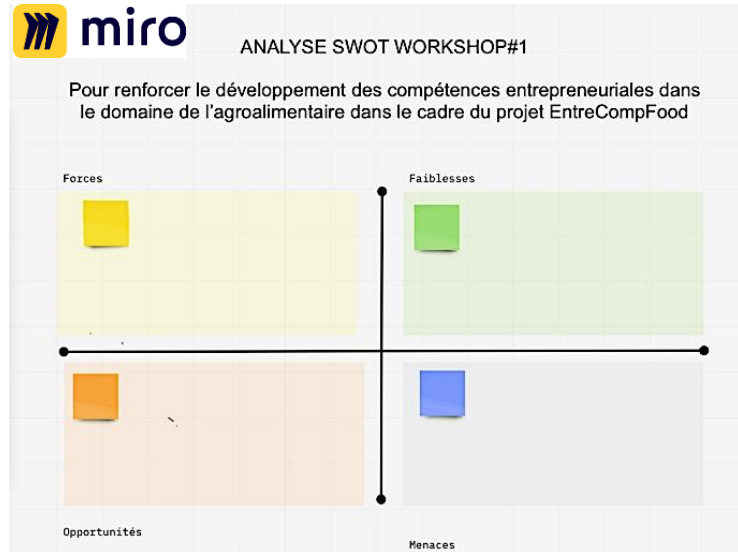 miro
ANALYSE SWOT WORKSHOP#1
Pour renforcer le développement des compétences entrepreneuriales dans
le domaine de l'agroalimentaire dans le cadre du projet EntreCompFood
Forces
Faiblesses
Opportunités
Menaces